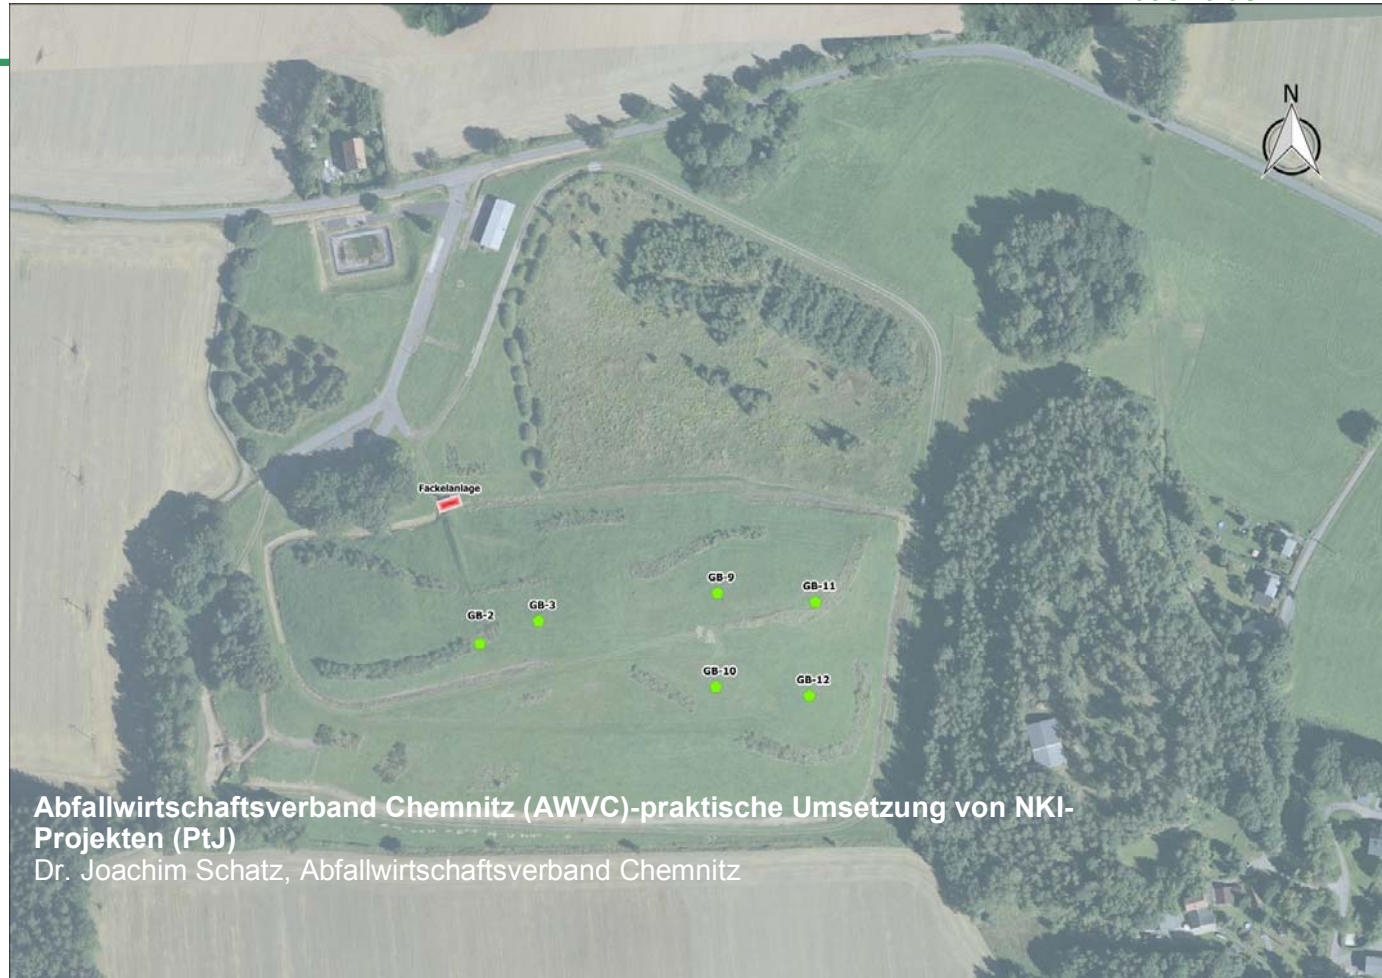 N
Fackelanlage
GB-9
GB-11
GB-3
GB-2
GB-10
GB-12
Abfallwirtschaftsverband Chemnitz (AWVC)-praktische Umsetzung von NKI-
Projekten (PtJ)
Dr. Joachim Schatz, Abfallwirtschaftsverband Chemnitz